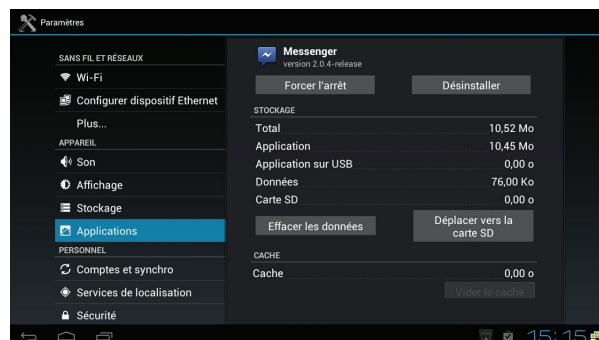 Paramètres
SANS FIL ET RÉSEAUX
Wi-Fi
Configurer dispositif Ethernet
Plus...
APPAREIL
Son
Affichage
Stockage
Applications
PERSONNEL
Comptes et synchro
Services de localisation
Sécurité
Messenger
version 2.0.4-release
Forcer l'arrêt
Désinstaller
STOCKAGE
Total 10,52 Mo
Application 10,45 Mo
Application sur USB 0,00 o
Données 76,00 Ko
Carte SD 0,00 o
Effacer les données
Déplacer vers la
carte SD
CACHE
Cache 0,00 o
Vider le cache
15:15